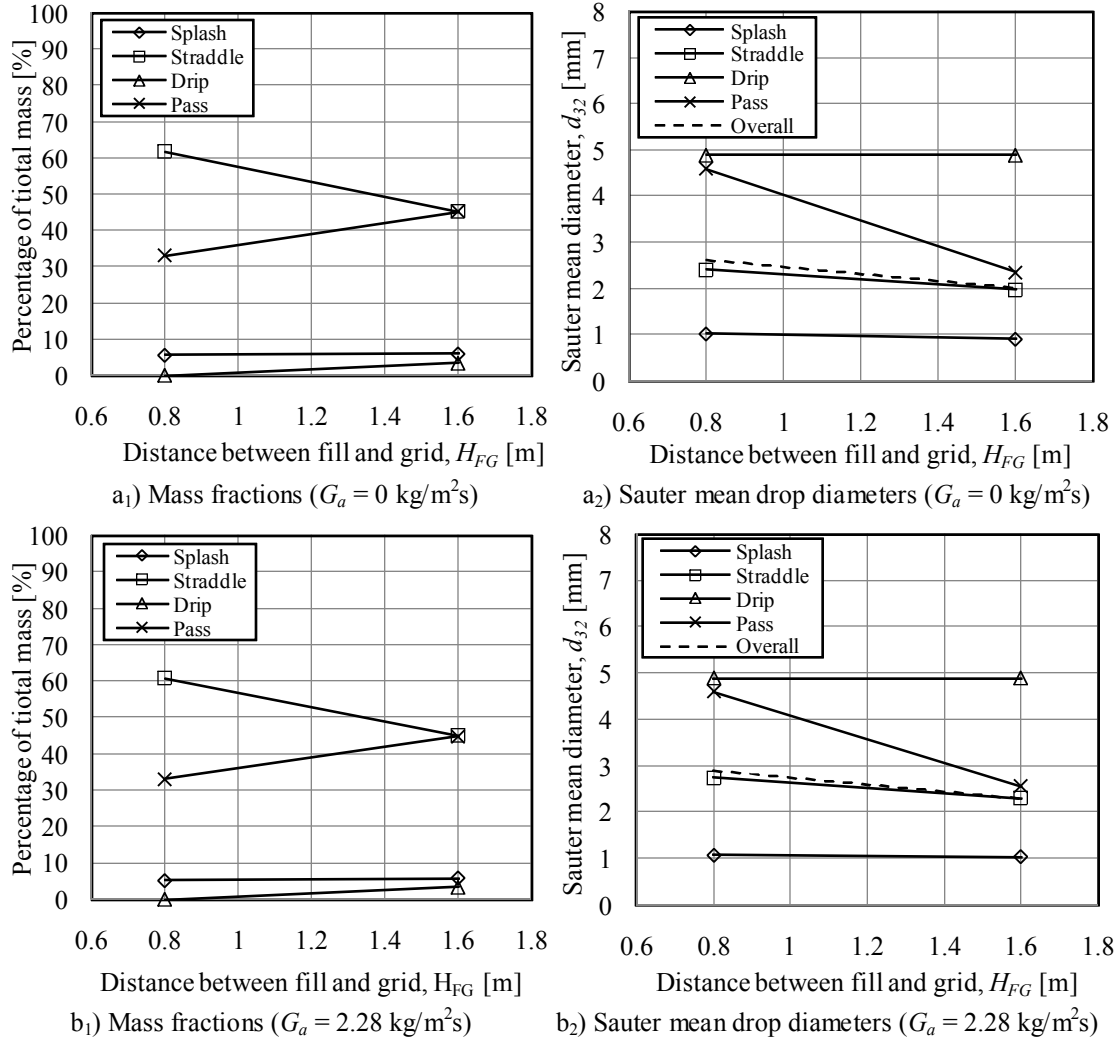 Percentage of tiotal mass [%]
100
90
80
70
60
50
40
30
20
10
0
Splash
Straddle
Drip
Pass
0.6 0.8 1 1.2 1.4 1.6 1.8
Distance between fill and grid, H_FG [m]
a₁) Mass fractions (G_a = 0 kg/m²s)
Sauter mean diameter, d₃₂ [mm]
8
7
6
5
4
3
2
1
0
Splash
Straddle
Drip
Pass
Overall
0.6 0.8 1 1.2 1.4 1.6 1.8
Distance between fill and grid, H_FG [m]
a₂) Sauter mean drop diameters (G_a = 0 kg/m²s)
Percentage of tiotal mass [%]
100
90
80
70
60
50
40
30
20
10
0
Splash
Straddle
Drip
Pass
0.6 0.8 1 1.2 1.4 1.6 1.8
Distance between fill and grid, H_FG [m]
b₁) Mass fractions (G_a = 2.28 kg/m²s)
Sauter mean diameter, d₃₂ [mm]
8
7
6
5
4
3
2
1
0
Splash
Straddle
Drip
Pass
Overall
0.6 0.8 1 1.2 1.4 1.6 1.8
Distance between fill and grid, H_FG [m]
b₂) Sauter mean drop diameters (G_a = 2.28 kg/m²s)